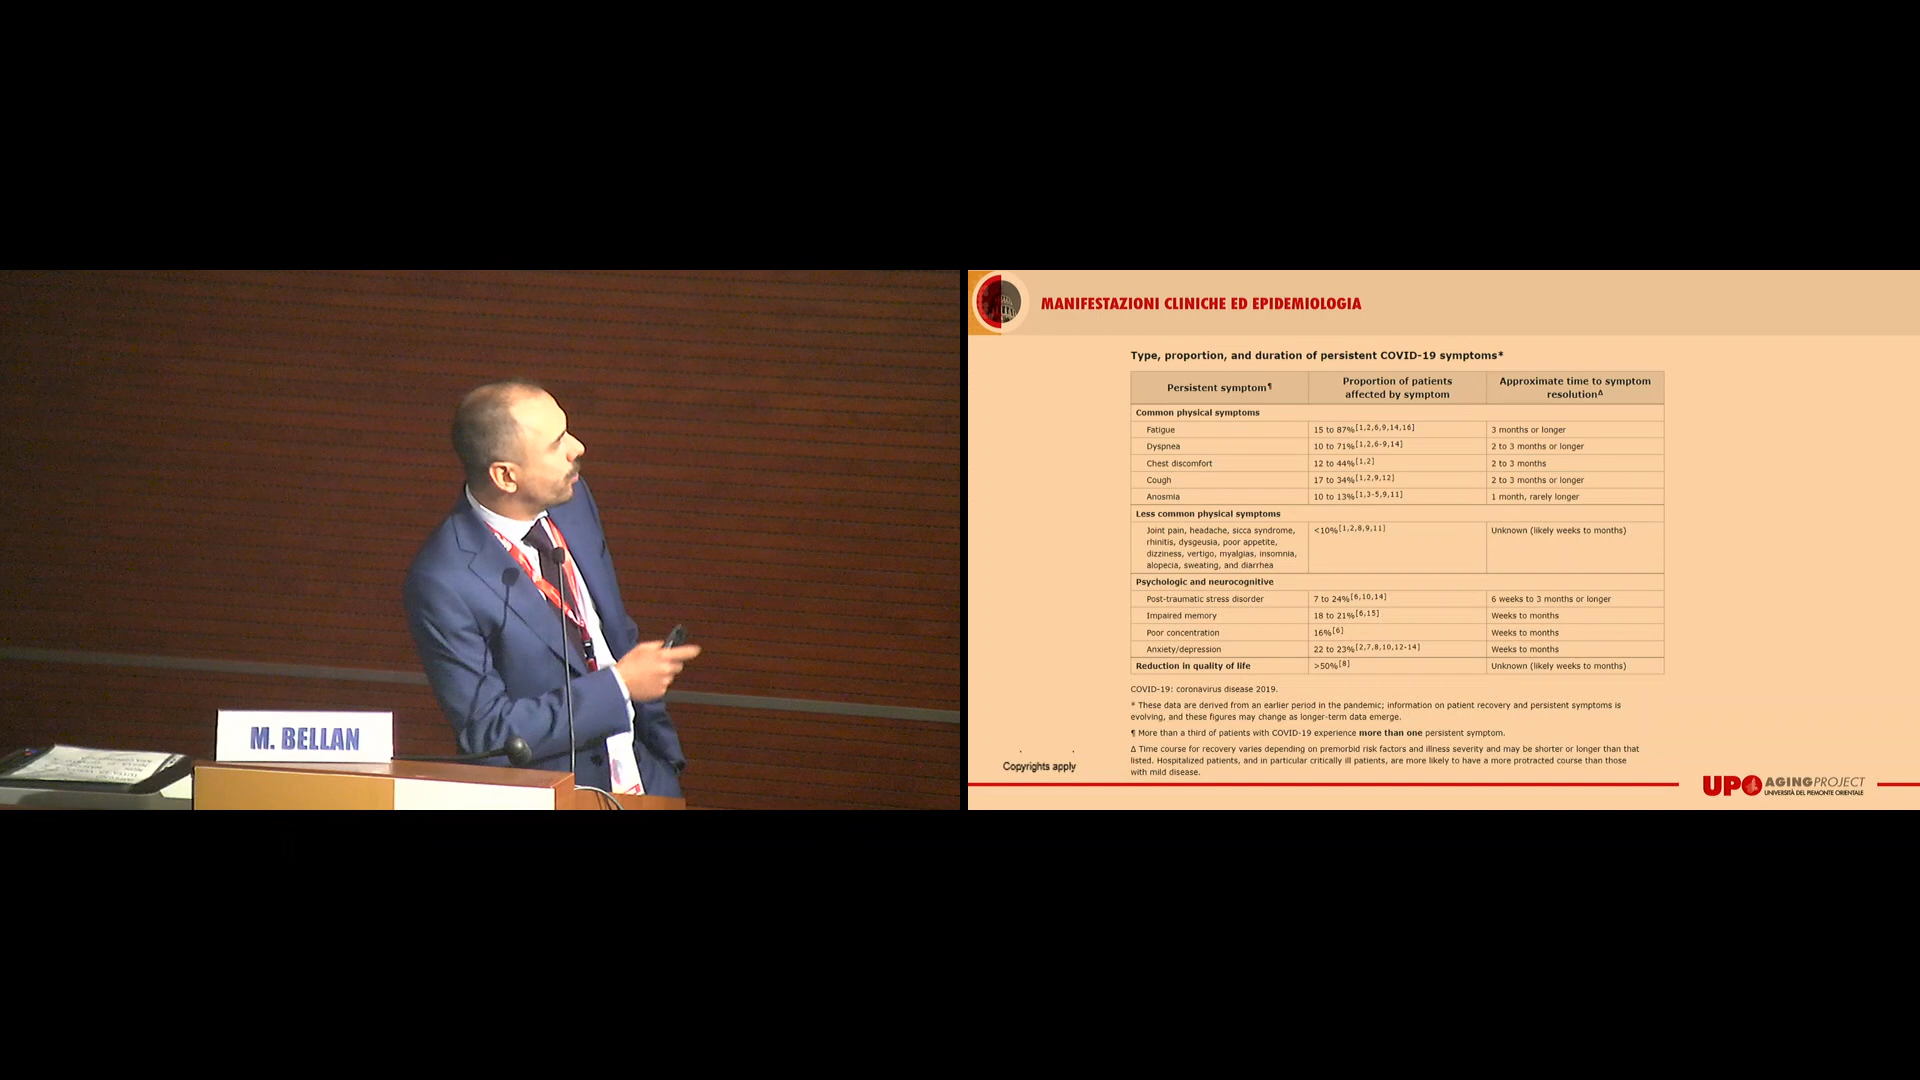 M. BELLAN
MANIFESTAZIONI CLINICHE ED EPIDEMIOLOGIA
Type, proportion, and duration of persistent COVID-19 symptoms*
Persistent symptom¶ Proportion of patients affected by symptom Approximate time to symptom resolutionΔ
Common physical symptoms
Fatigue 15 to 87%[1,2,6,9,14,16] 3 months or longer
Dyspnea 10 to 71%[1,2,6-9,14] 2 to 3 months or longer
Chest discomfort 12 to 44%[1,2] 2 to 3 months
Cough 17 to 34%[1,2,9,12] 2 to 3 months or longer
Anosmia 10 to 13%[1,3-5,9,11] 1 month, rarely longer
Less common physical symptoms
Joint pain, headache, sicca syndrome, <10%[1,2,8,9,11] Unknown (likely weeks to months)
rhinitis, dysgeusia, poor appetite,
dizziness, vertigo, myalgias, insomnia,
alopecia, sweating, and diarrhea
Psychologic and neurocognitive
Post-traumatic stress disorder 7 to 24%[6,10,14] 6 weeks to 3 months or longer
Impaired memory 18 to 21%[6,15] Weeks to months
Poor concentration 16%[6] Weeks to months
Anxiety/depression 22 to 23%[2,7,8,10,12-14] Weeks to months
Reduction in quality of life >50%[8] Unknown (likely weeks to months)
COVID-19: coronavirus disease 2019.
* These data are derived from an earlier period in the pandemic; information on patient recovery and persistent symptoms is
evolving, and these figures may change as longer-term data emerge.
¶ More than a third of patients with COVID-19 experience more than one persistent symptom.
Δ Time course for recovery varies depending on premorbid risk factors and illness severity and may be shorter or longer than that
listed. Hospitalized patients, and in particular critically ill patients, are more likely to have a more protracted course than those
with mild disease.
Copyrights apply
UPO AGINGPROJECT
UNIVERSITÀ DEL PIEMONTE ORIENTALE